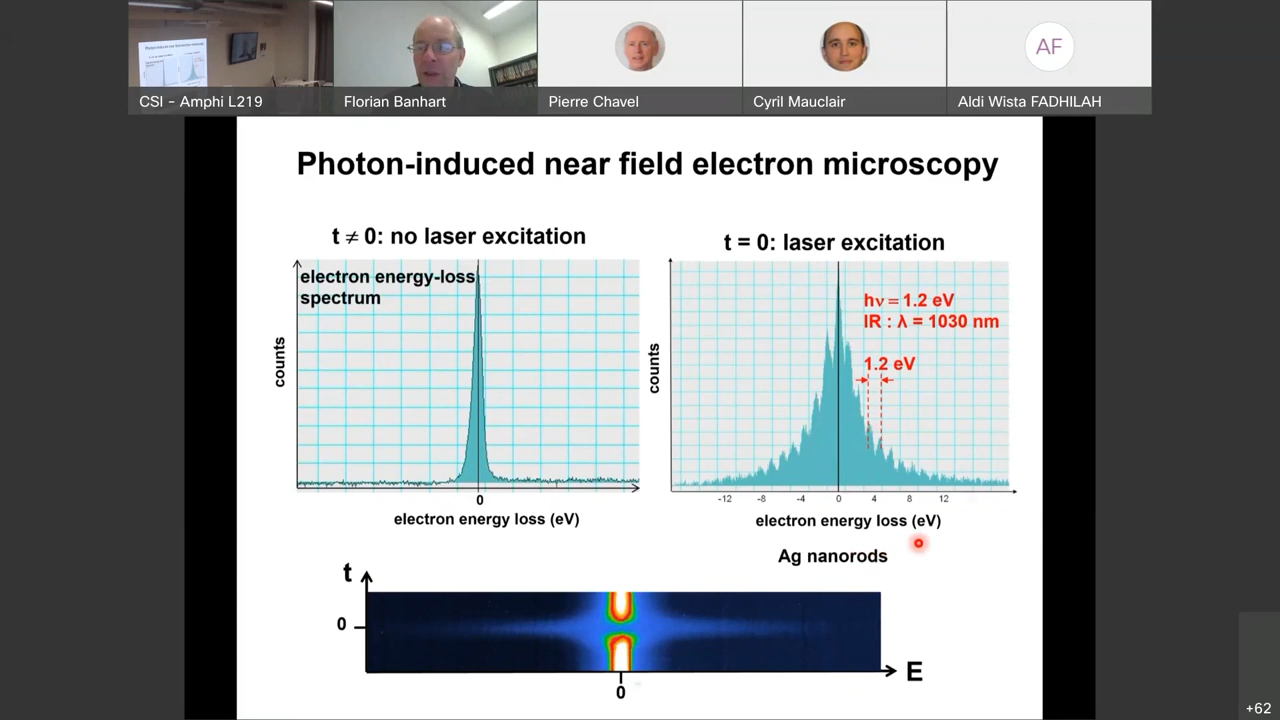 CSI - Amphi L219
Florian Banhart
Pierre Chavel
Cyril Mauclair
AF
Aldi Wista FADHILAH
Photon-induced near field electron microscopy
t ≠ 0: no laser excitation
electron energy-loss
spectrum
counts
0
electron energy loss (eV)
t = 0: laser excitation
hν = 1.2 eV
IR : λ = 1030 nm
1.2 eV
counts
-12 -8 -4 0 4 8 12
electron energy loss (eV)
Ag nanorods
t
0
E
0
+62